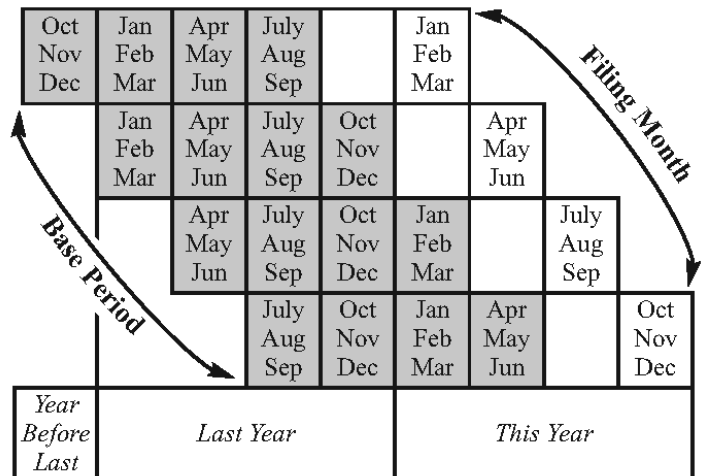 Oct Jan Apr July Jan
Nov Feb May Aug Feb
Dec Mar Jun Sep Mar
Filing Month
Jan Apr July Oct Apr
Feb May Aug Nov May
Mar Jun Sep Dec Jun
Base Period
Apr July Oct Jan July
May Aug Nov Feb Aug
Jun Sep Dec Mar Sep
July Oct Jan Apr Oct
Aug Nov Feb May Nov
Sep Dec Mar Jun Dec
Year
Before
Last
Last Year
This Year